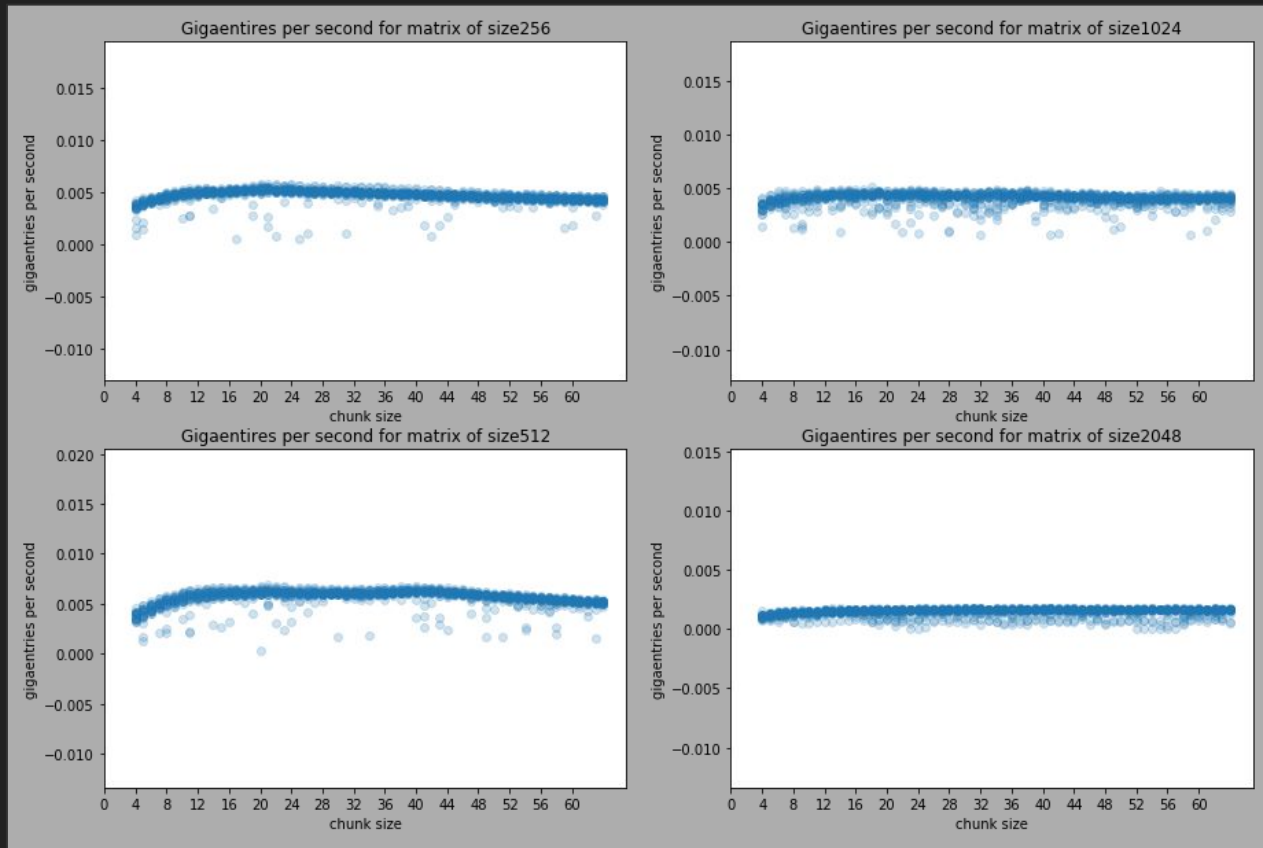 Gigaentires per second for matrix of size256
gigaentries per second
0.015
0.010
0.005
0.000
−0.005
−0.010
0 4 8 12 16 20 24 28 32 36 40 44 48 52 56 60
chunk size
Gigaentires per second for matrix of size1024
gigaentries per second
0.015
0.010
0.005
0.000
−0.005
−0.010
0 4 8 12 16 20 24 28 32 36 40 44 48 52 56 60
chunk size
Gigaentires per second for matrix of size512
gigaentries per second
0.020
0.015
0.010
0.005
0.000
−0.005
−0.010
0 4 8 12 16 20 24 28 32 36 40 44 48 52 56 60
chunk size
Gigaentires per second for matrix of size2048
gigaentries per second
0.015
0.010
0.005
0.000
−0.005
−0.010
0 4 8 12 16 20 24 28 32 36 40 44 48 52 56 60
chunk size